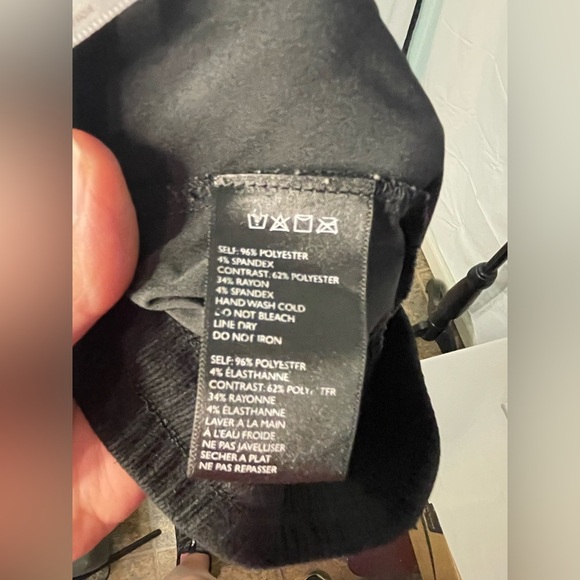 SELF: 96% POLYESTER
4% SPANDEX
CONTRAST: 62% POLYESTER
34% RAYON
4% SPANDEX
HAND WASH COLD
DO NOT BLEACH
LINE DRY
DO NOT IRON
SELF: 96% POLYESTER
4% ÉLASTHANNE
CONTRAST: 62% POLYESTER
34% RAYONNE
4% ÉLASTHANNE
LAVER A LA MAIN
À L'EAU FROIDE
NE PAS JAVELLISER
SECHER A PLAT
NE PAS REPASSER